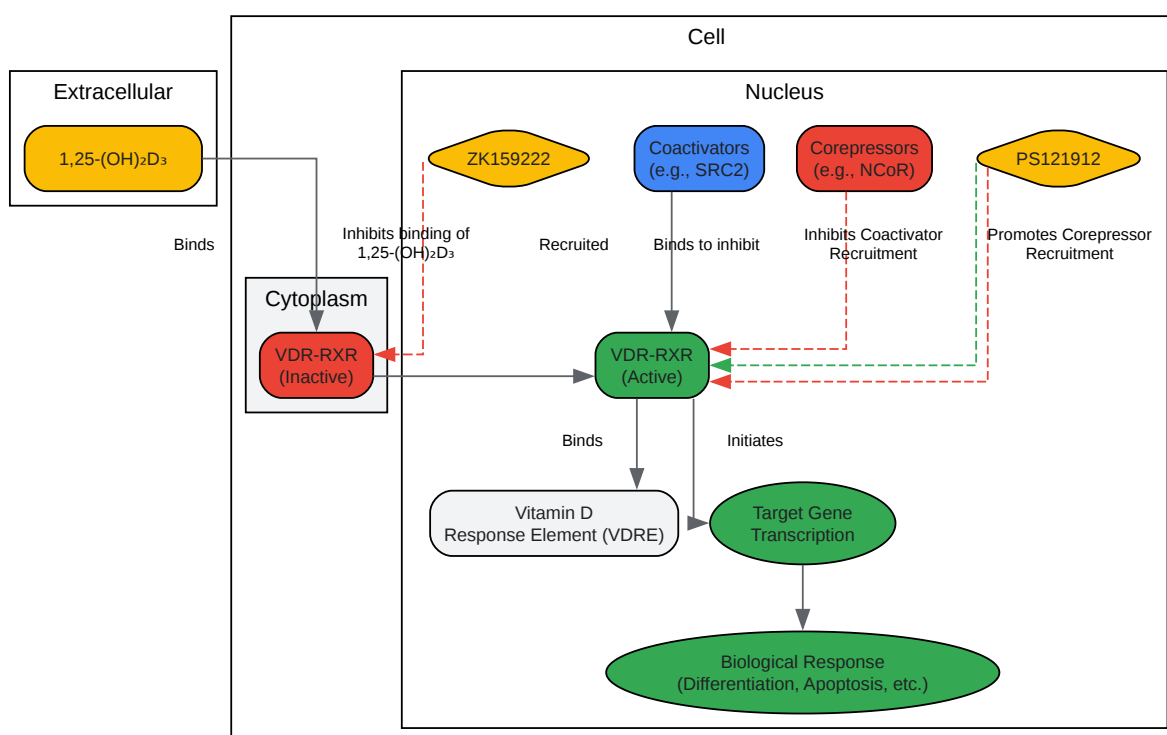 Cell
Extracellular
Nucleus
1,25-(OH)₂D₃
ZK159222
Coactivators
(e.g., SRC2)
Corepressors
(e.g., NCoR)
PS121912
Binds
Inhibits binding of
1,25-(OH)₂D₃
Recruited
Binds to inhibit
Inhibits Coactivator
Recruitment
Promotes Corepressor
Recruitment
Cytoplasm
VDR-RXR
(Inactive)
VDR-RXR
(Active)
Binds
Initiates
Vitamin D
Response Element (VDRE)
Target Gene
Transcription
Biological Response
(Differentiation, Apoptosis, etc.)